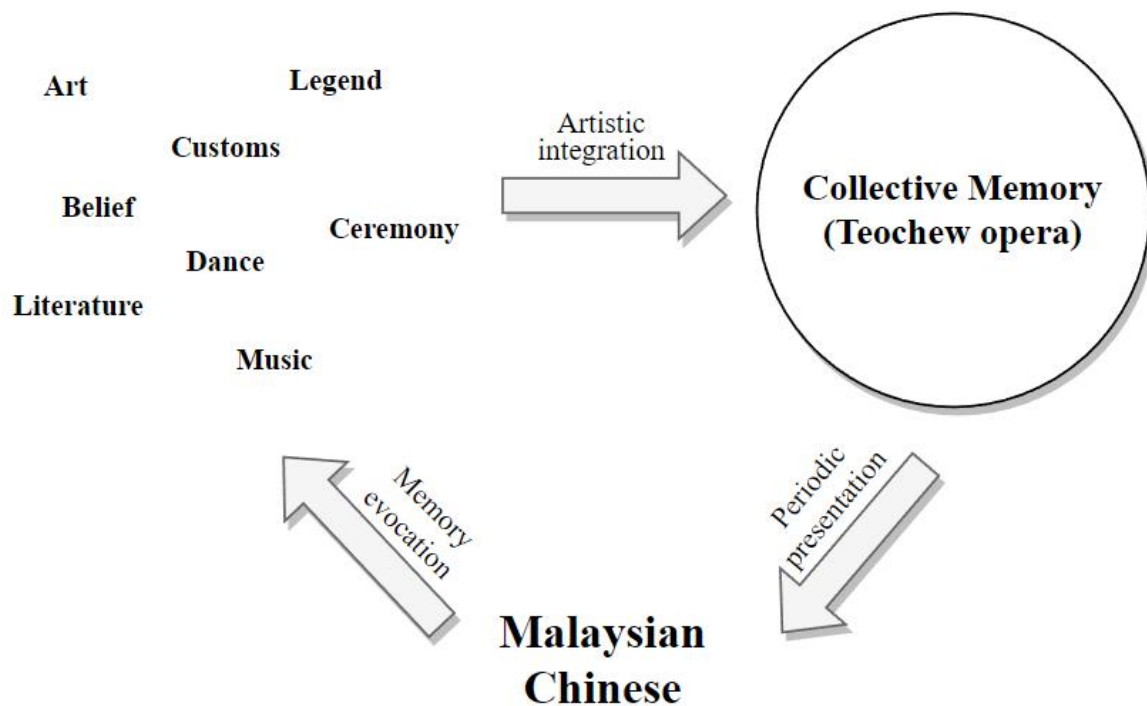 Art
Legend
Customs
Belief
Ceremony
Dance
Literature
Music
Artistic
integration
Collective Memory
(Teochew opera)
Periodic
presentation
Memory
evocation
Malaysian
Chinese